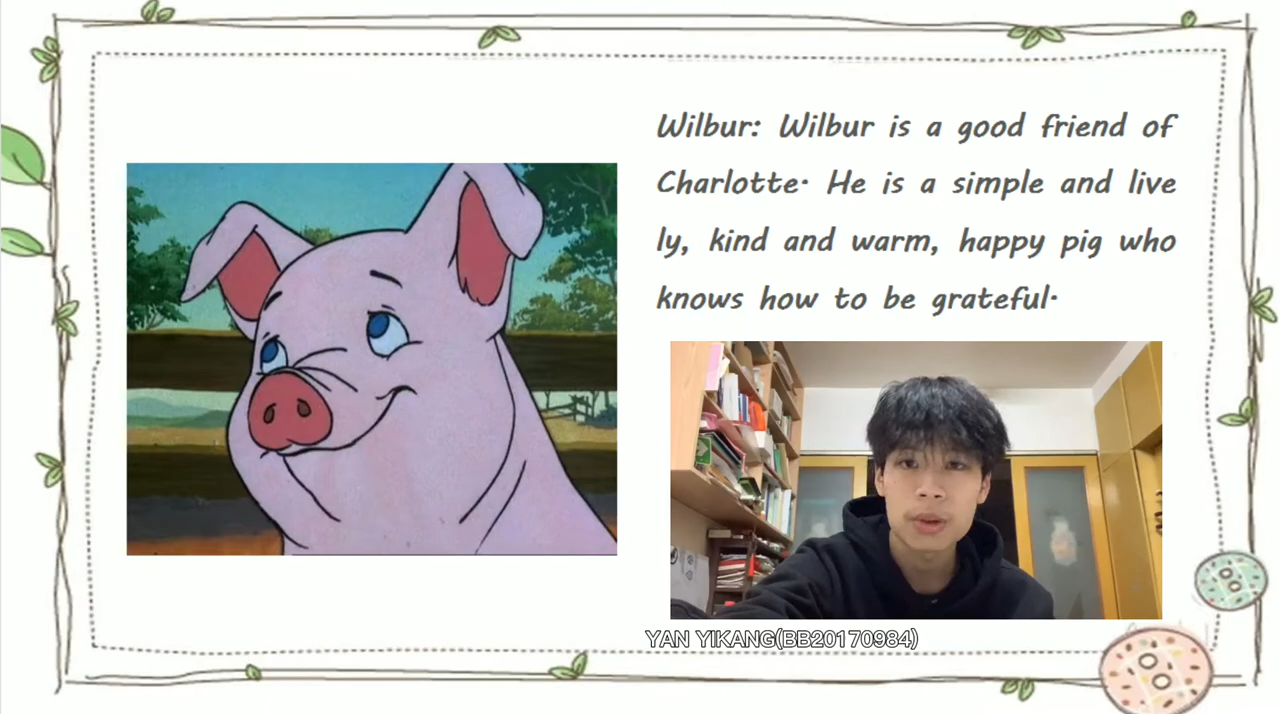 Wilbur: Wilbur is a good friend of
Charlotte. He is a simple and live
ly, kind and warm, happy pig who
knows how to be grateful.
YAN YIKANG(BB20170984)